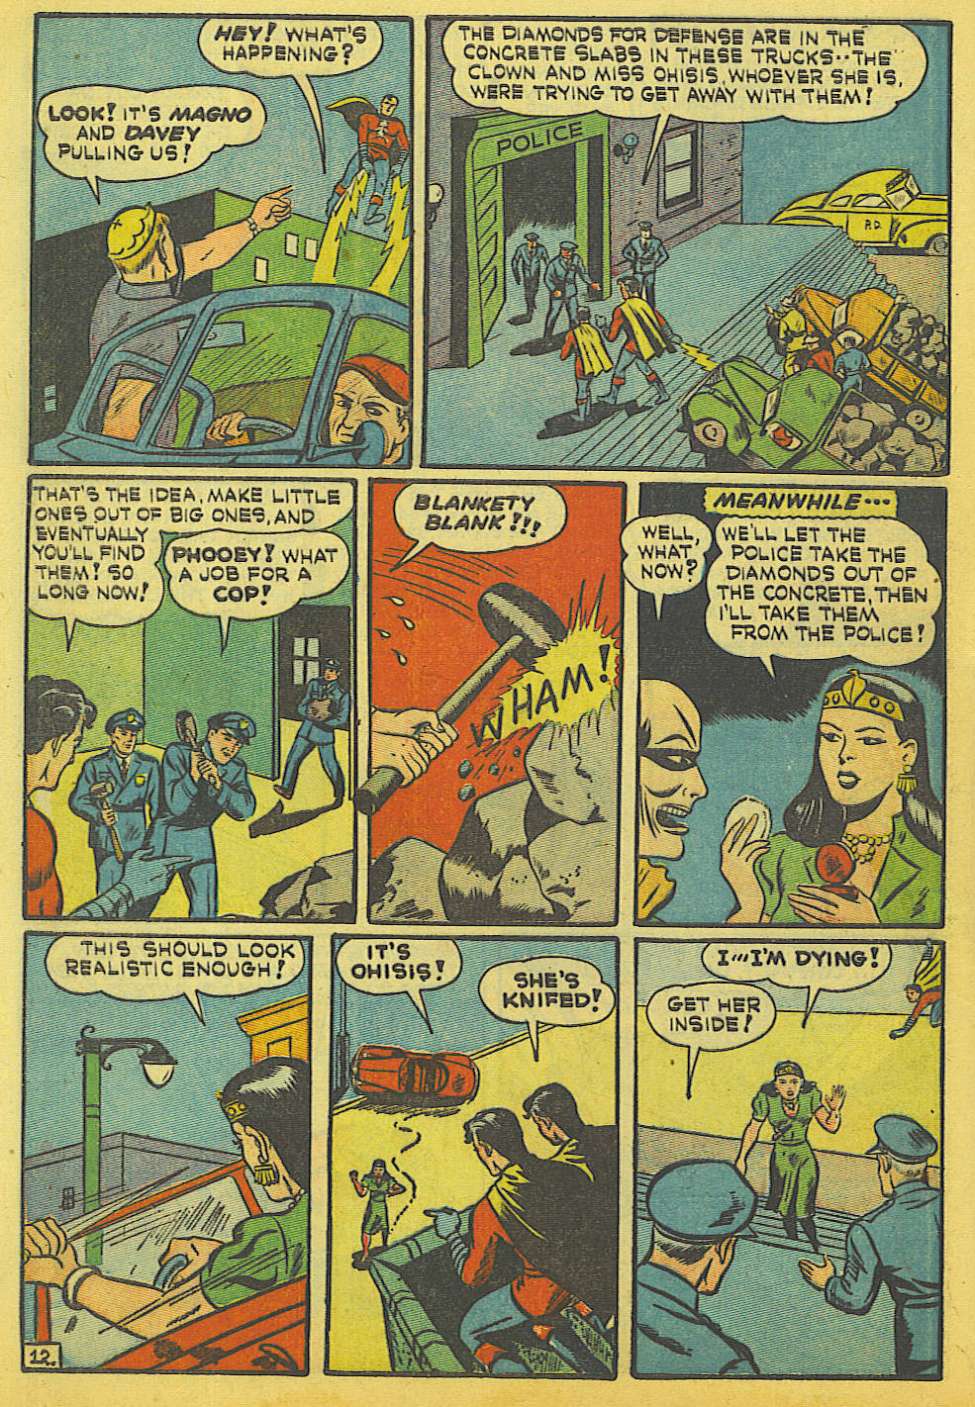 HEY! WHAT'S
HAPPENING?
LOOK! IT'S MAGNO
AND DAVEY
PULLING US!
THE DIAMONDS FOR DEFENSE ARE IN THE
CONCRETE SLABS IN THESE TRUCKS--THE
CLOWN AND MISS OHISIS, WHOEVER SHE IS,
WERE TRYING TO GET AWAY WITH THEM!
POLICE
P.D.
THAT'S THE IDEA, MAKE LITTLE
ONES OUT OF BIG ONES, AND
EVENTUALLY
YOU'LL FIND
THEM! SO
LONG NOW!
PHOOEY! WHAT
A JOB FOR A
COP!
BLANKETY
BLANK!!!
WHAM!
MEANWHILE---
WELL,
WHAT
NOW?
WE'LL LET THE
POLICE TAKE THE
DIAMONDS OUT OF
THE CONCRETE, THEN
I'LL TAKE THEM
FROM THE POLICE!
THIS SHOULD LOOK
REALISTIC ENOUGH!
12.
IT'S
OHISIS!
SHE'S
KNIFED!
I---I'M DYING!
GET HER
INSIDE!